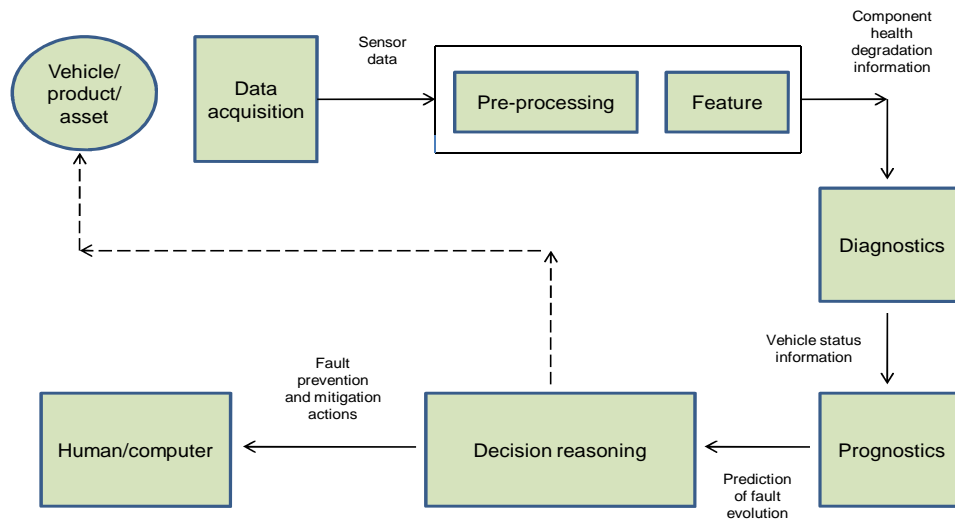 Vehicle/
product/
asset
Data
acquisition
Sensor
data
Pre-processing
Feature
Component
health
degradation
information
Diagnostics
Vehicle status
information
Prognostics
Prediction
of fault
evolution
Decision reasoning
Fault
prevention
and mitigation
actions
Human/computer